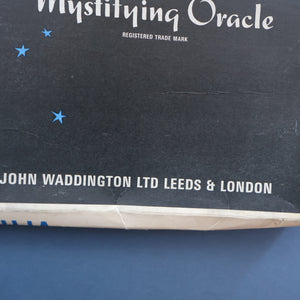 Mystifying Oracle
REGISTERED TRADE MARK
JOHN WADDINGTON LTD LEEDS & LONDON